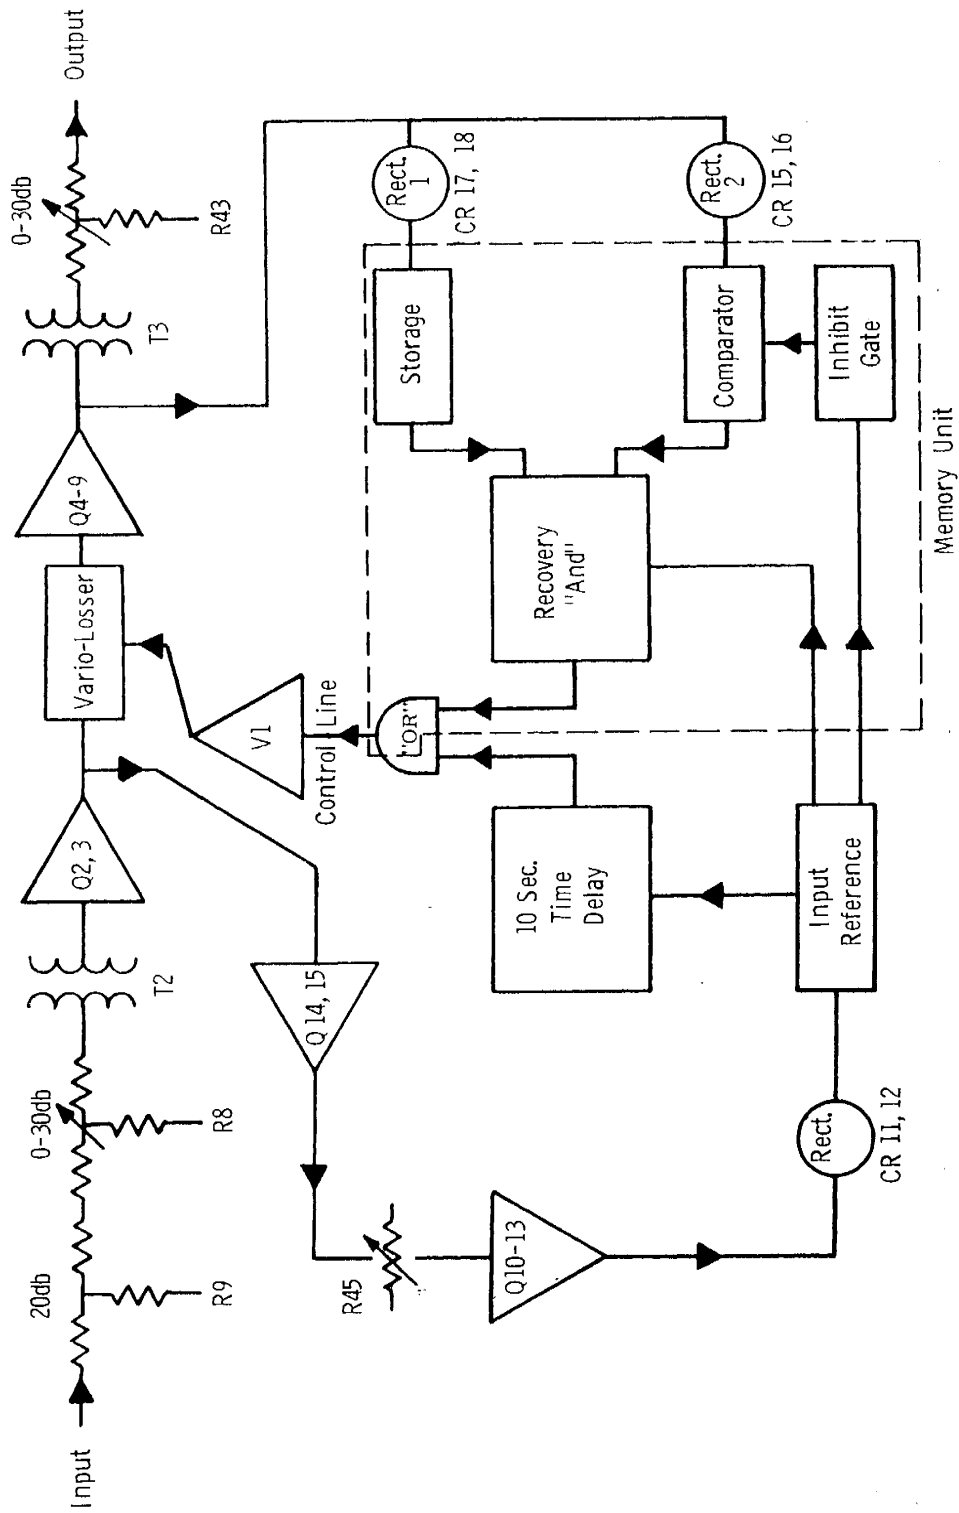 Input
20db
R9
0-30db
R8
T2
Q2,3
Vario-Losser
Q4-9
T3
0-30db
R43
Output
R45
Q10-13
Q14, 15
V1
Control Line
"OR"
10 Sec.
Time
Delay
Recovery
"And"
Storage
Rect.
1
CR 17, 18
Comparator
Rect.
2
CR 15, 16
Inhibit
Gate
Input
Reference
Rect.
CR 11, 12
Memory Unit